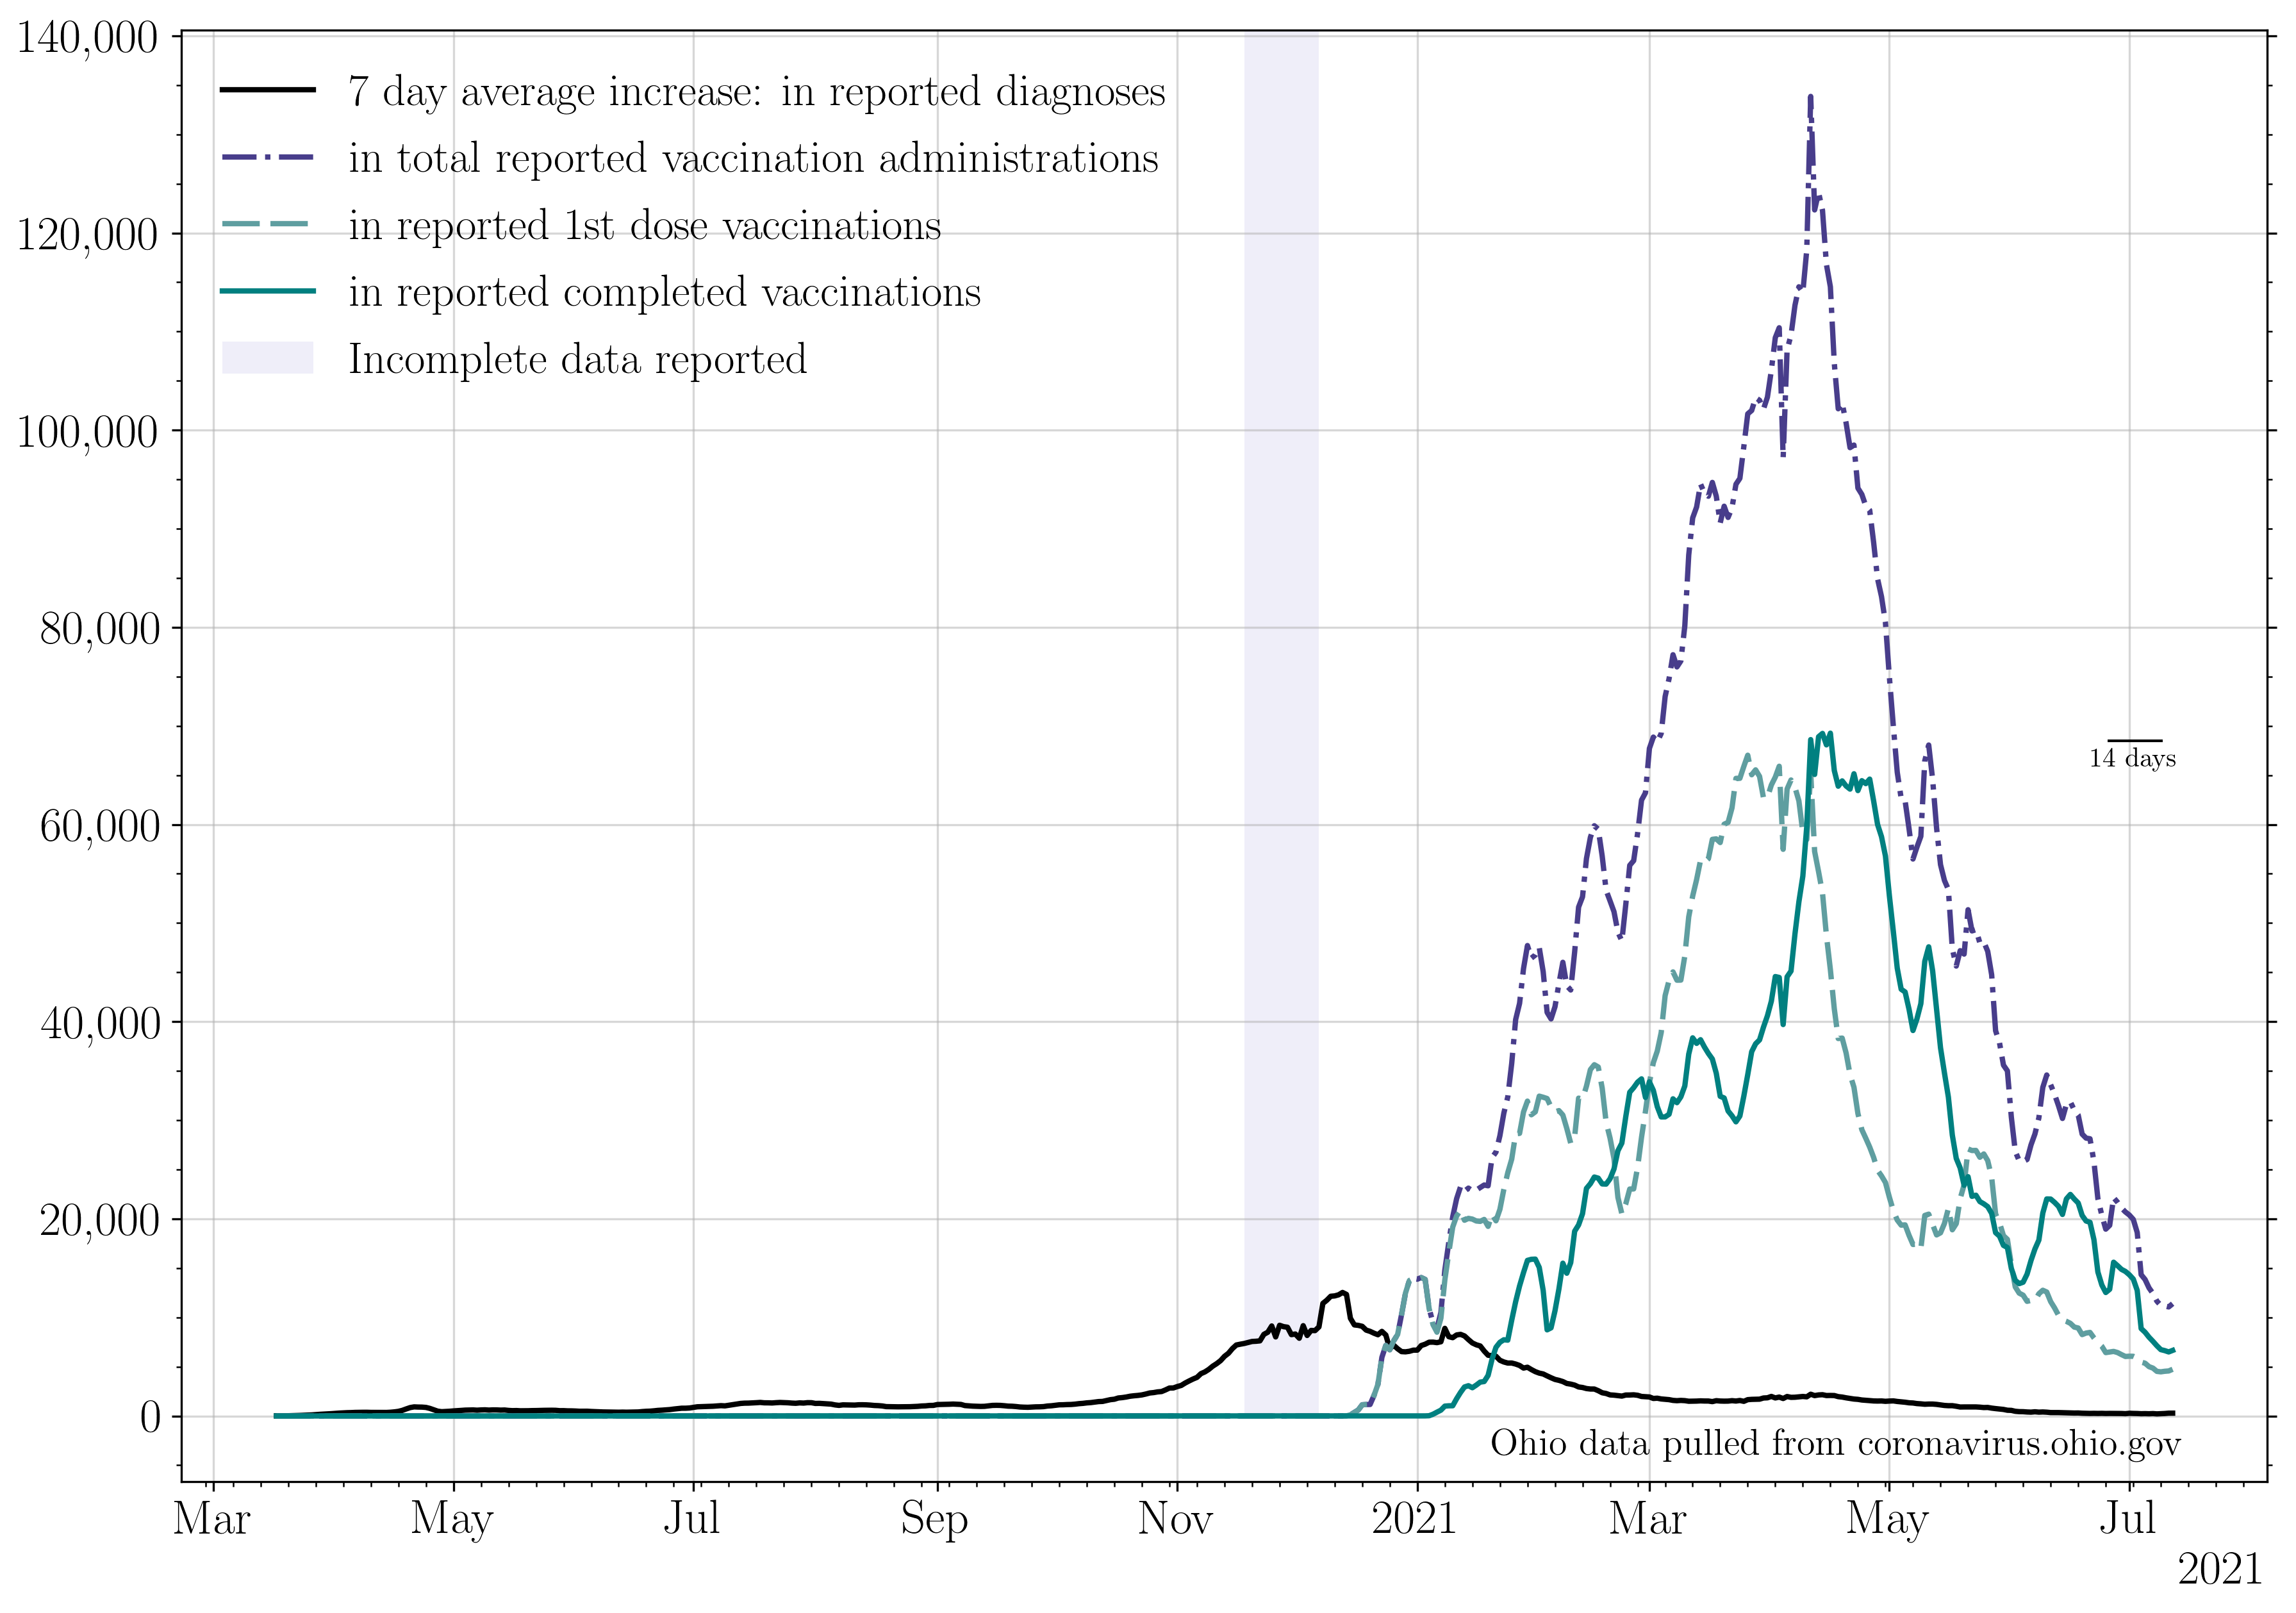 140,000
120,000
100,000
80,000
60,000
40,000
20,000
0
7 day average increase: in reported diagnoses
in total reported vaccination administrations
in reported 1st dose vaccinations
in reported completed vaccinations
Incomplete data reported
14 days
Ohio data pulled from coronavirus.ohio.gov
Mar May Jul Sep Nov 2021 Mar May Jul
2021